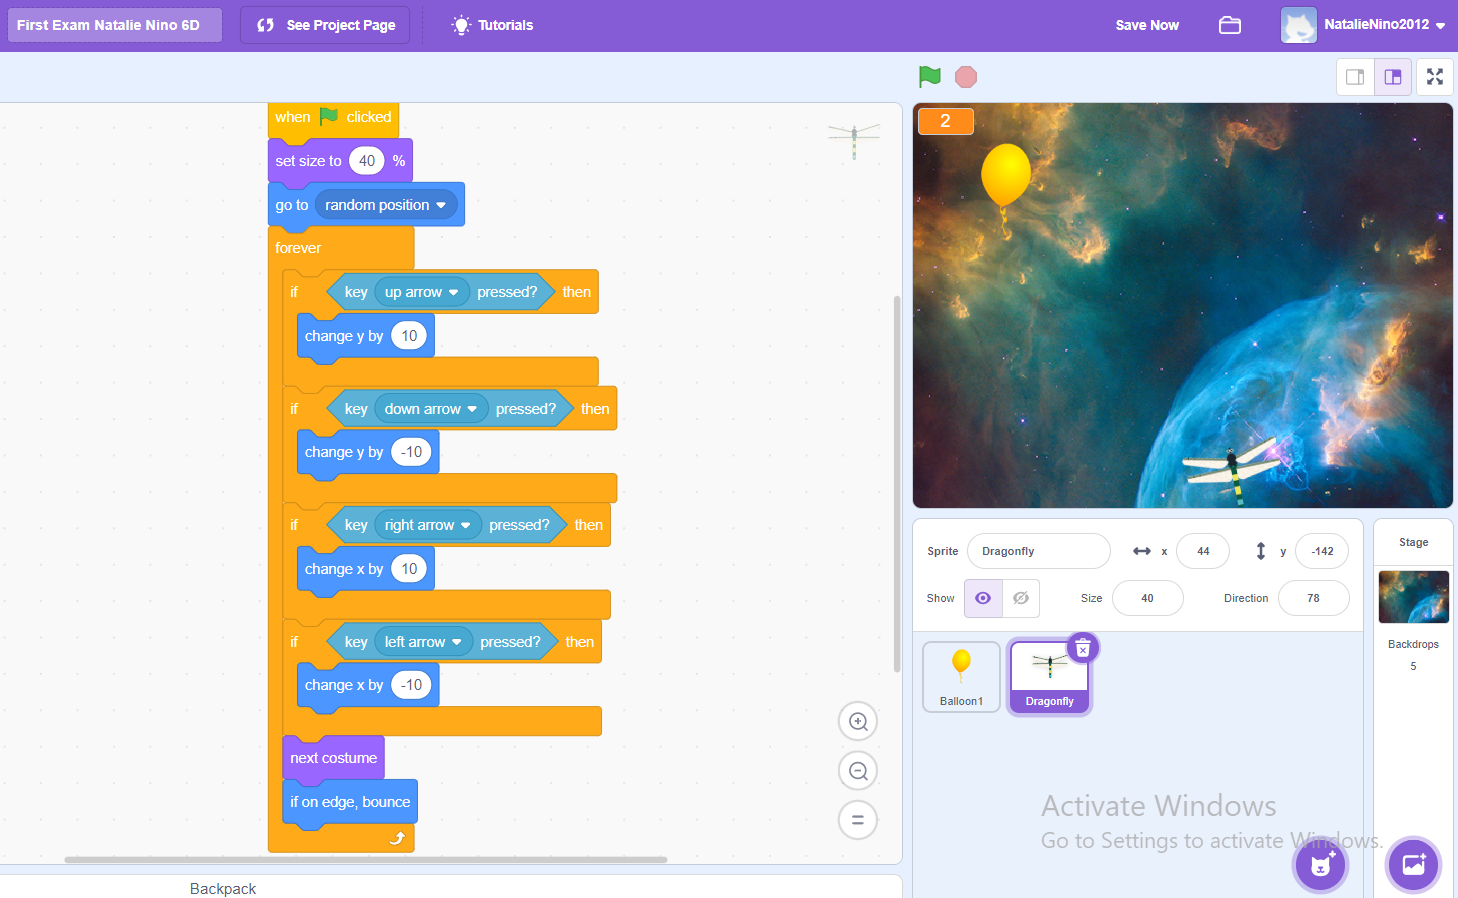 First Exam Natalie Nino 6D
See Project Page
Tutorials
Save Now
NatalieNino2012
when clicked
set size to 40 %
go to random position
forever
if key up arrow pressed? then
change y by 10
if key down arrow pressed? then
change y by -10
if key right arrow pressed? then
change x by 10
if key left arrow pressed? then
change x by -10
next costume
if on edge, bounce
Backpack
2
Sprite Dragonfly x 44 y -142
Show Size 40 Direction 78
Balloon1
Dragonfly
Stage
Backdrops
5
Activate Windows
Go to Settings to activate Windows.